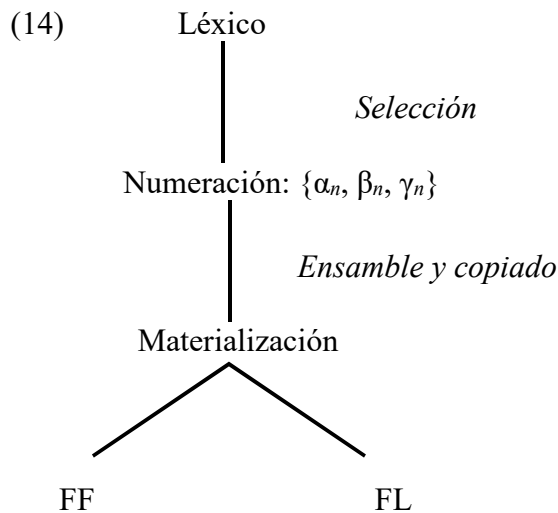 (14) Léxico
Selección
Numeración: {αn, βn, γn}
Ensamble y copiado
Materialización
FF FL